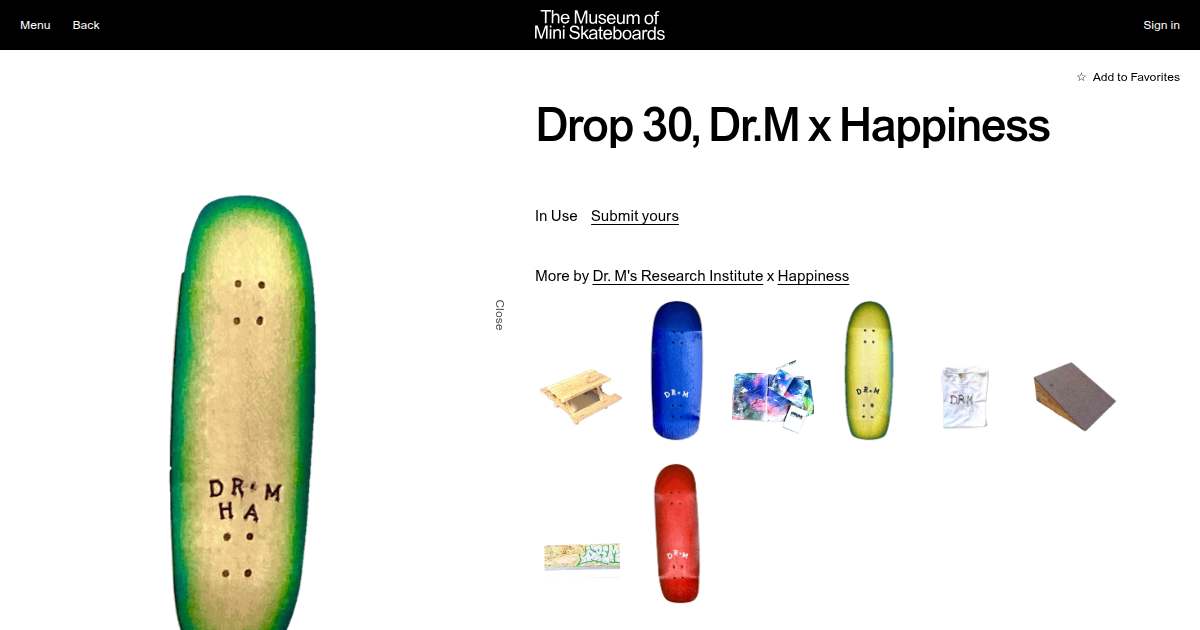 Menu Back
The Museum of
Mini Skateboards
Sign in
☆ Add to Favorites
Drop 30, Dr.M x Happiness
In Use Submit yours
More by Dr. M's Research Institute x Happiness
Close
DR•M
HA
DR•M
DR•M
DRM
DR•M